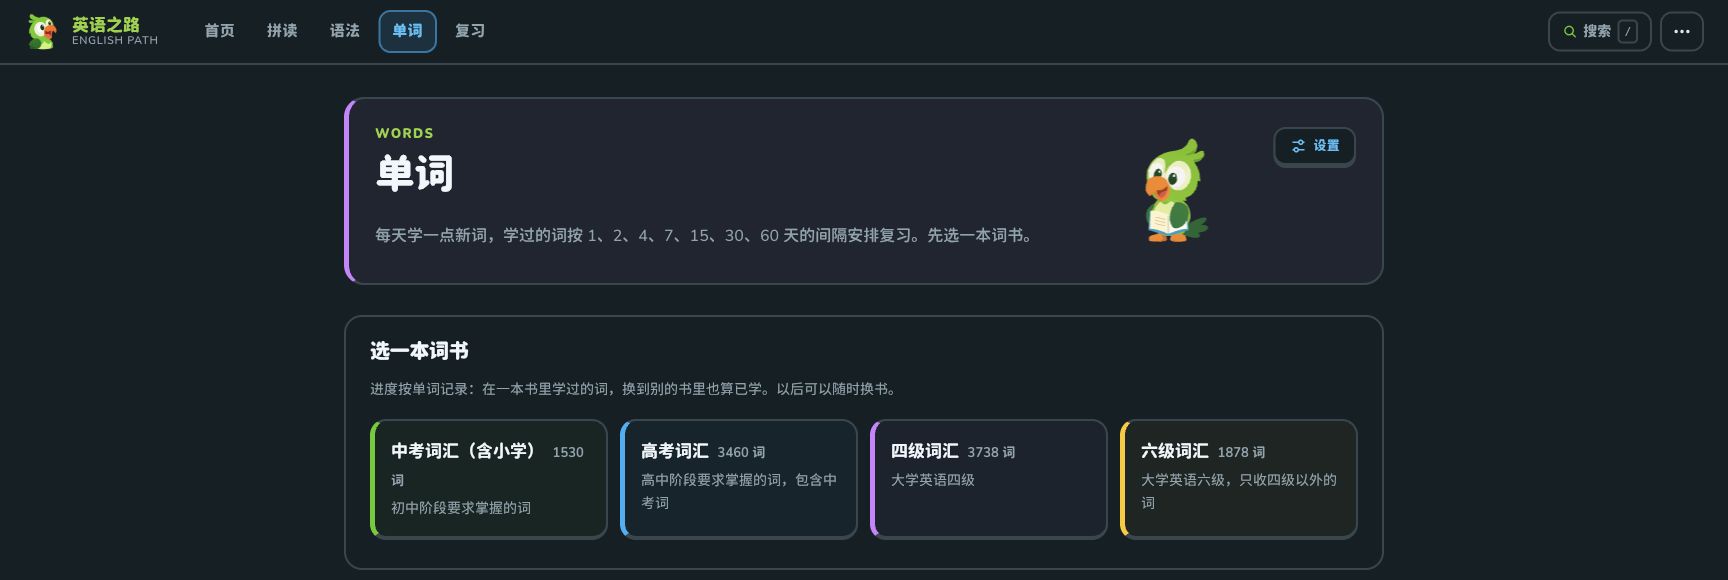 英语之路
ENGLISH PATH
首页
拼读
语法
单词
复习
搜索 /
WORDS
单词
设置
每天学一点新词，学过的词按 1、2、4、7、15、30、60 天的间隔安排复习。先选一本词书。
选一本词书
进度按单词记录：在一本书里学过的词，换到别的书里也算已学。以后可以随时换书。
中考词汇（含小学） 1530
词
初中阶段要求掌握的词
高考词汇 3460 词
高中阶段要求掌握的词，包含中
考词
四级词汇 3738 词
大学英语四级
六级词汇 1878 词
大学英语六级，只收四级以外的
词